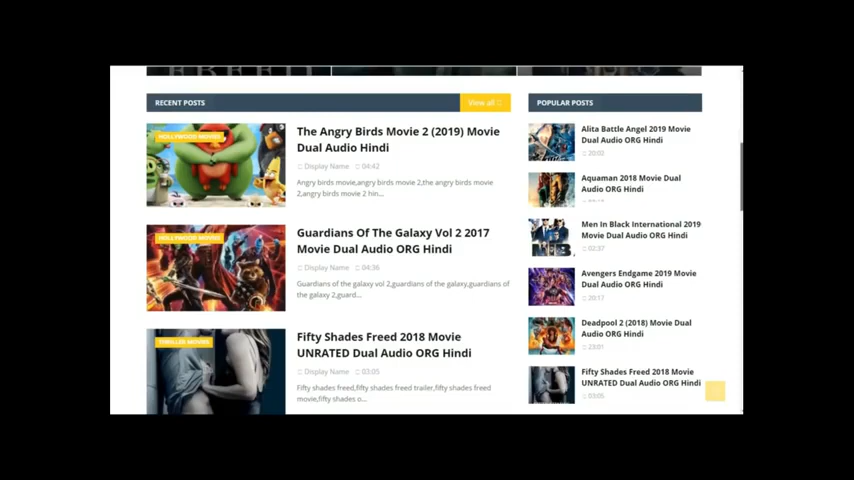 FREED
RECENT POSTS
View all
POPULAR POSTS
HOLLYWOOD MOVIES
The Angry Birds Movie 2 (2019) Movie
Dual Audio Hindi
Display Name 04:42
Angry birds movie,angry birds movie 2,the angry birds movie
2,angry birds movie 2 hin...
HOLLYWOOD MOVIES
Guardians Of The Galaxy Vol 2 2017
Movie Dual Audio ORG Hindi
Display Name 04:36
Guardians of the galaxy vol 2,guardians of the galaxy,guardians of
the galaxy 2,guard...
THRILLER MOVIES
Fifty Shades Freed 2018 Movie
UNRATED Dual Audio ORG Hindi
Display Name 03:05
Fifty shades freed,fifty shades freed trailer,fifty shades freed
movie,fifty shades o...
Alita Battle Angel 2019 Movie
Dual Audio ORG Hindi
20:02
Aquaman 2018 Movie Dual
Audio ORG Hindi
Men In Black International 2019
Movie Dual Audio ORG Hindi
02:37
MIB
Avengers Endgame 2019 Movie
Dual Audio ORG Hindi
20:17
Deadpool 2 (2018) Movie Dual
Audio ORG Hindi
23:01
Fifty Shades Freed 2018 Movie
UNRATED Dual Audio ORG Hindi
03:05